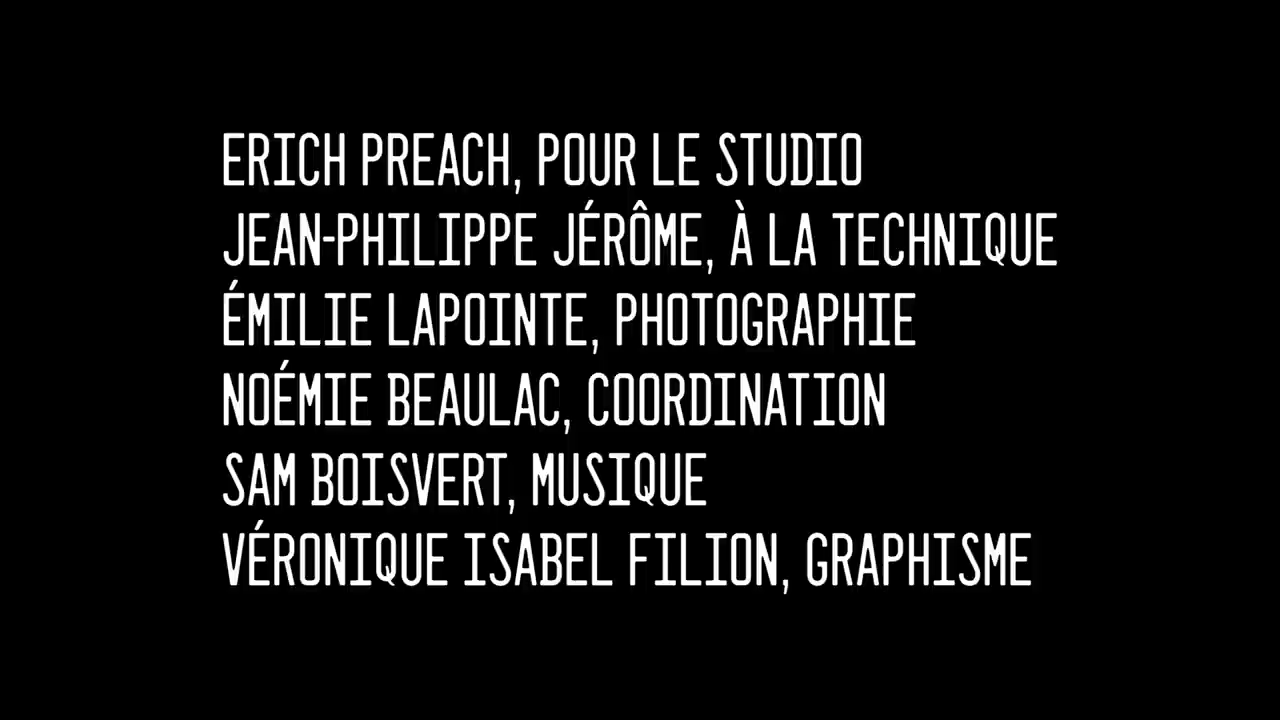 ERICH PREACH, POUR LE STUDIO
JEAN-PHILIPPE JÉRÔME, À LA TECHNIQUE
ÉMILIE LAPOINTE, PHOTOGRAPHIE
NOÉMIE BEAULAC, COORDINATION
SAM BOISVERT, MUSIQUE
VÉRONIQUE ISABEL FILION, GRAPHISME